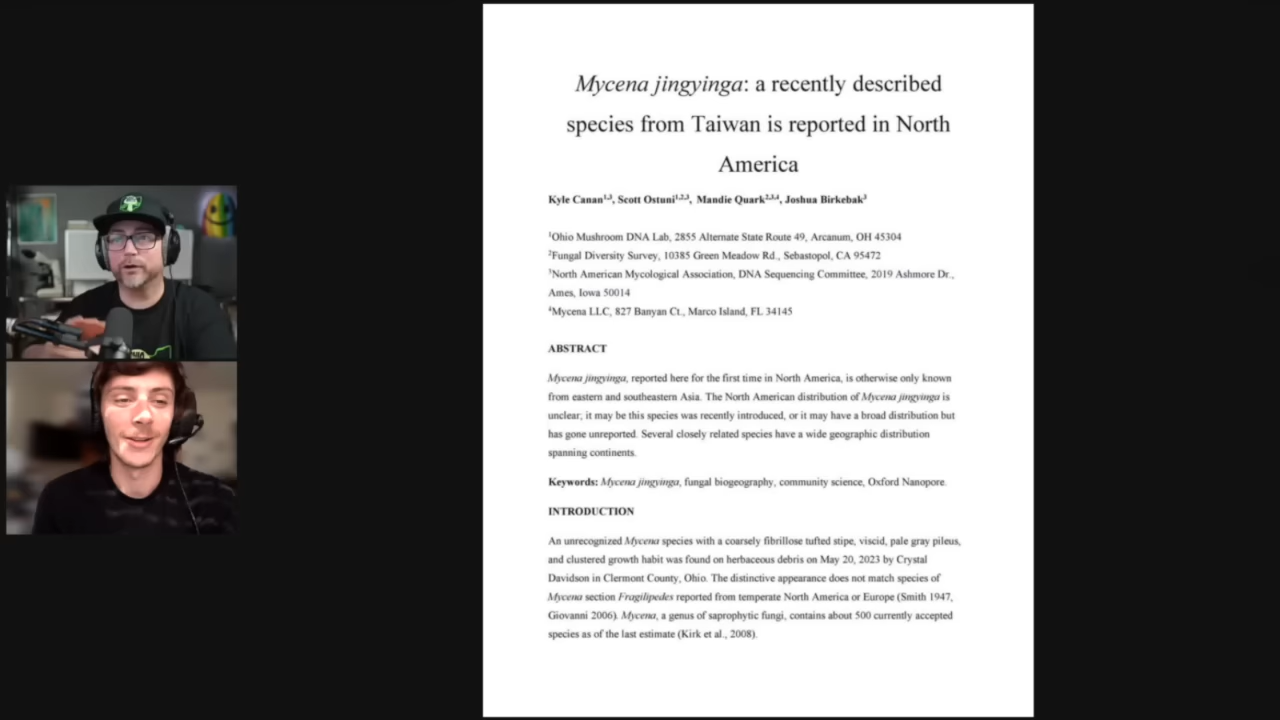 Mycena jingyinga: a recently described
species from Taiwan is reported in North
America
Kyle Canan1,3, Scott Ostuni1,2,3, Mandie Quark2,3,4, Joshua Birkebak3
1Ohio Mushroom DNA Lab, 2855 Alternate State Route 49, Arcanum, OH 45304
2Fungal Diversity Survey, 10385 Green Meadow Rd., Sebastopol, CA 95472
3North American Mycological Association, DNA Sequencing Committee, 2019 Ashmore Dr.,
Ames, Iowa 50014
4Mycena LLC, 827 Banyan Ct., Marco Island, FL 34145
ABSTRACT
Mycena jingyinga, reported here for the first time in North America, is otherwise only known
from eastern and southeastern Asia. The North American distribution of Mycena jingyinga is
unclear; it may be this species was recently introduced, or it may have a broad distribution but
has gone unreported. Several closely related species have a wide geographic distribution
spanning continents.
Keywords: Mycena jingyinga, fungal biogeography, community science, Oxford Nanopore.
INTRODUCTION
An unrecognized Mycena species with a coarsely fibrillose tufted stipe, viscid, pale gray pileus,
and clustered growth habit was found on herbaceous debris on May 20, 2023 by Crystal
Davidson in Clermont County, Ohio. The distinctive appearance does not match species of
Mycena section Fragilipedes reported from temperate North America or Europe (Smith 1947,
Giovanni 2006). Mycena, a genus of saprophytic fungi, contains about 500 currently accepted
species as of the last estimate (Kirk et al., 2008).